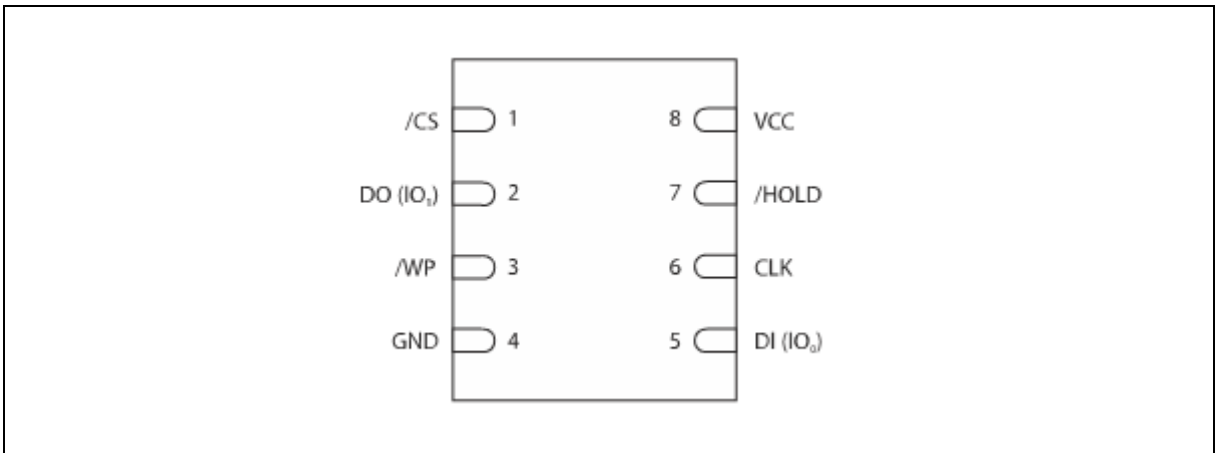 /CS 1 8 VCC
DO (IO₁) 2 7 /HOLD
/WP 3 6 CLK
GND 4 5 DI (IO₀)